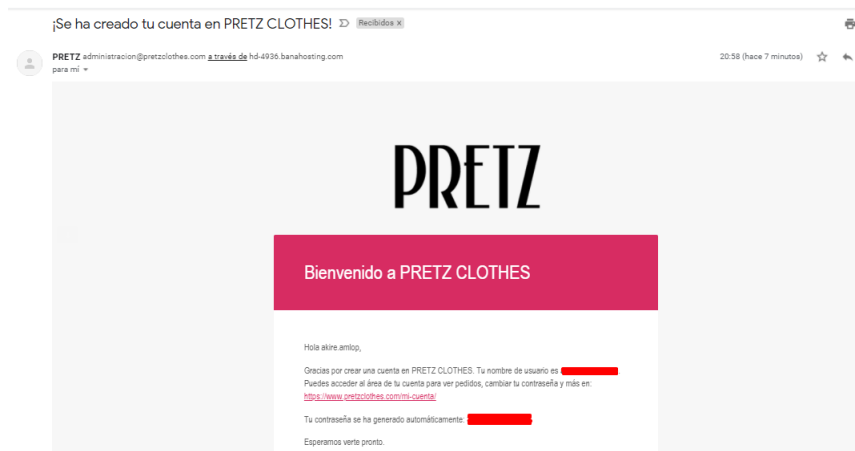 ¡Se ha creado tu cuenta en PRETZ CLOTHES! Recibidos x
PRETZ administracion@pretzclothes.com a través de hd-4936.banahosting.com 20:58 (hace 7 minutos)
para mí
PRETZ
Bienvenido a PRETZ CLOTHES
Hola akire.amlop,
Gracias por crear una cuenta en PRETZ CLOTHES. Tu nombre de usuario es
Puedes acceder al área de tu cuenta para ver pedidos, cambiar tu contraseña y más en:
https://www.pretzclothes.com/mi-cuenta/
Tu contraseña se ha generado automáticamente:
Esperamos verte pronto.